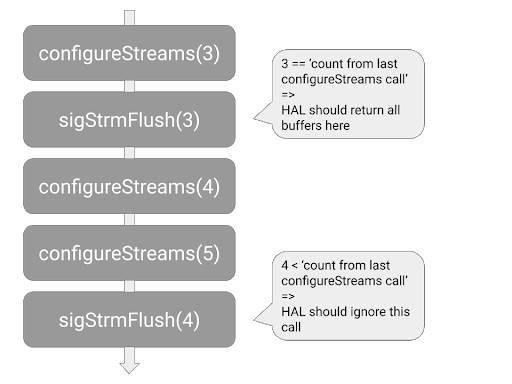 configureStreams(3)
3 == ‘count from last
configureStreams call’
=>
HAL should return all
buffers here
sigStrmFlush(3)
configureStreams(4)
configureStreams(5)
4 < ‘count from last
configureStreams call’
=>
HAL should ignore this
call
sigStrmFlush(4)